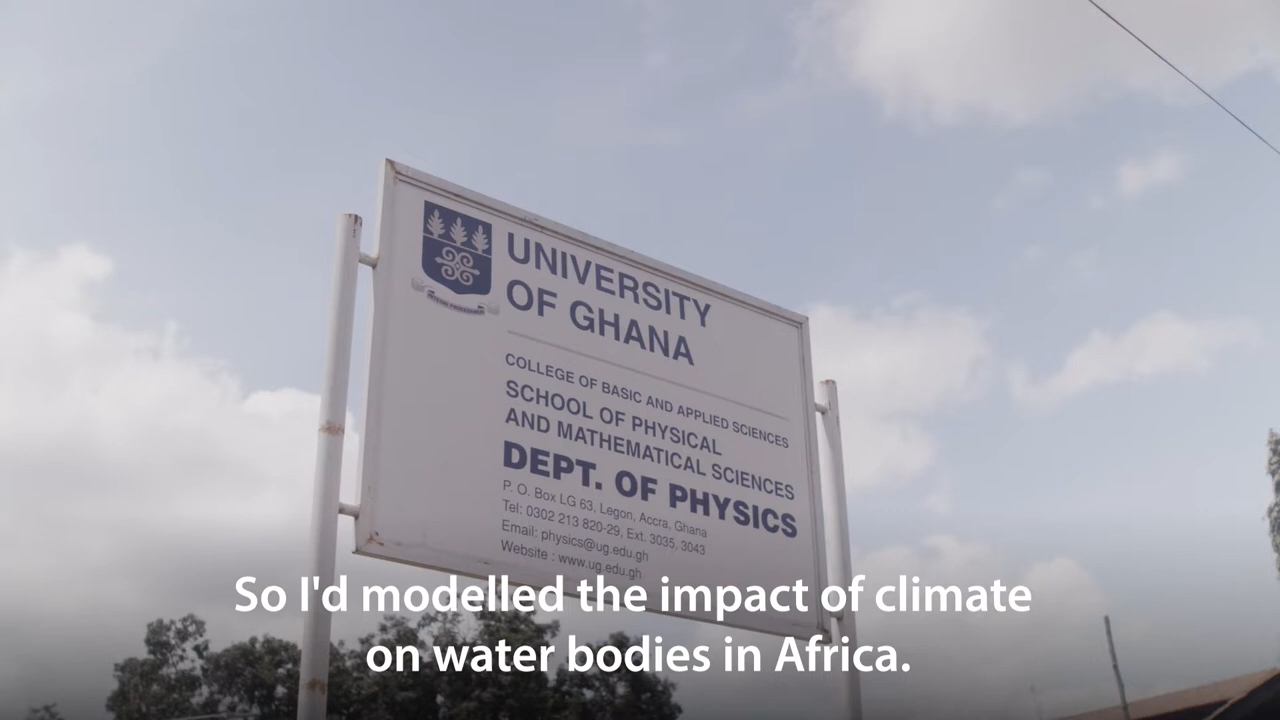 UNIVERSITY
OF GHANA
INTEGRI PROCEDAMUS
COLLEGE OF BASIC AND APPLIED SCIENCES
SCHOOL OF PHYSICAL
AND MATHEMATICAL SCIENCES
DEPT. OF PHYSICS
P. O. Box LG 63, Legon, Accra, Ghana
Tel: 0302 213 820-29, Ext. 3035, 3043
Email: physics@ug.edu.gh
Website : www.ug.edu.gh
So I'd modelled the impact of climate
on water bodies in Africa.